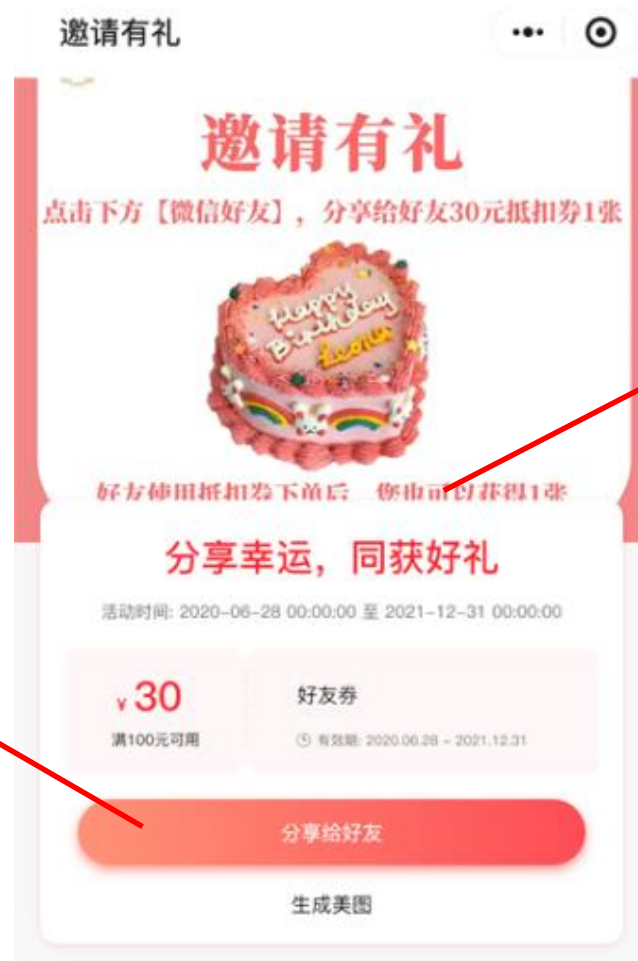 邀请有礼
邀请有礼
点击下方【微信好友】，分享给好友30元抵扣券1张
Happy
Birthday
Leona
好友使用抵扣券下单后，您也可以获得1张
分享幸运，同获好礼
活动时间: 2020-06-28 00:00:00 至 2021-12-31 00:00:00
¥30
好友券
满100元可用
有效期: 2020.06.28 - 2021.12.31
分享给好友
生成美图